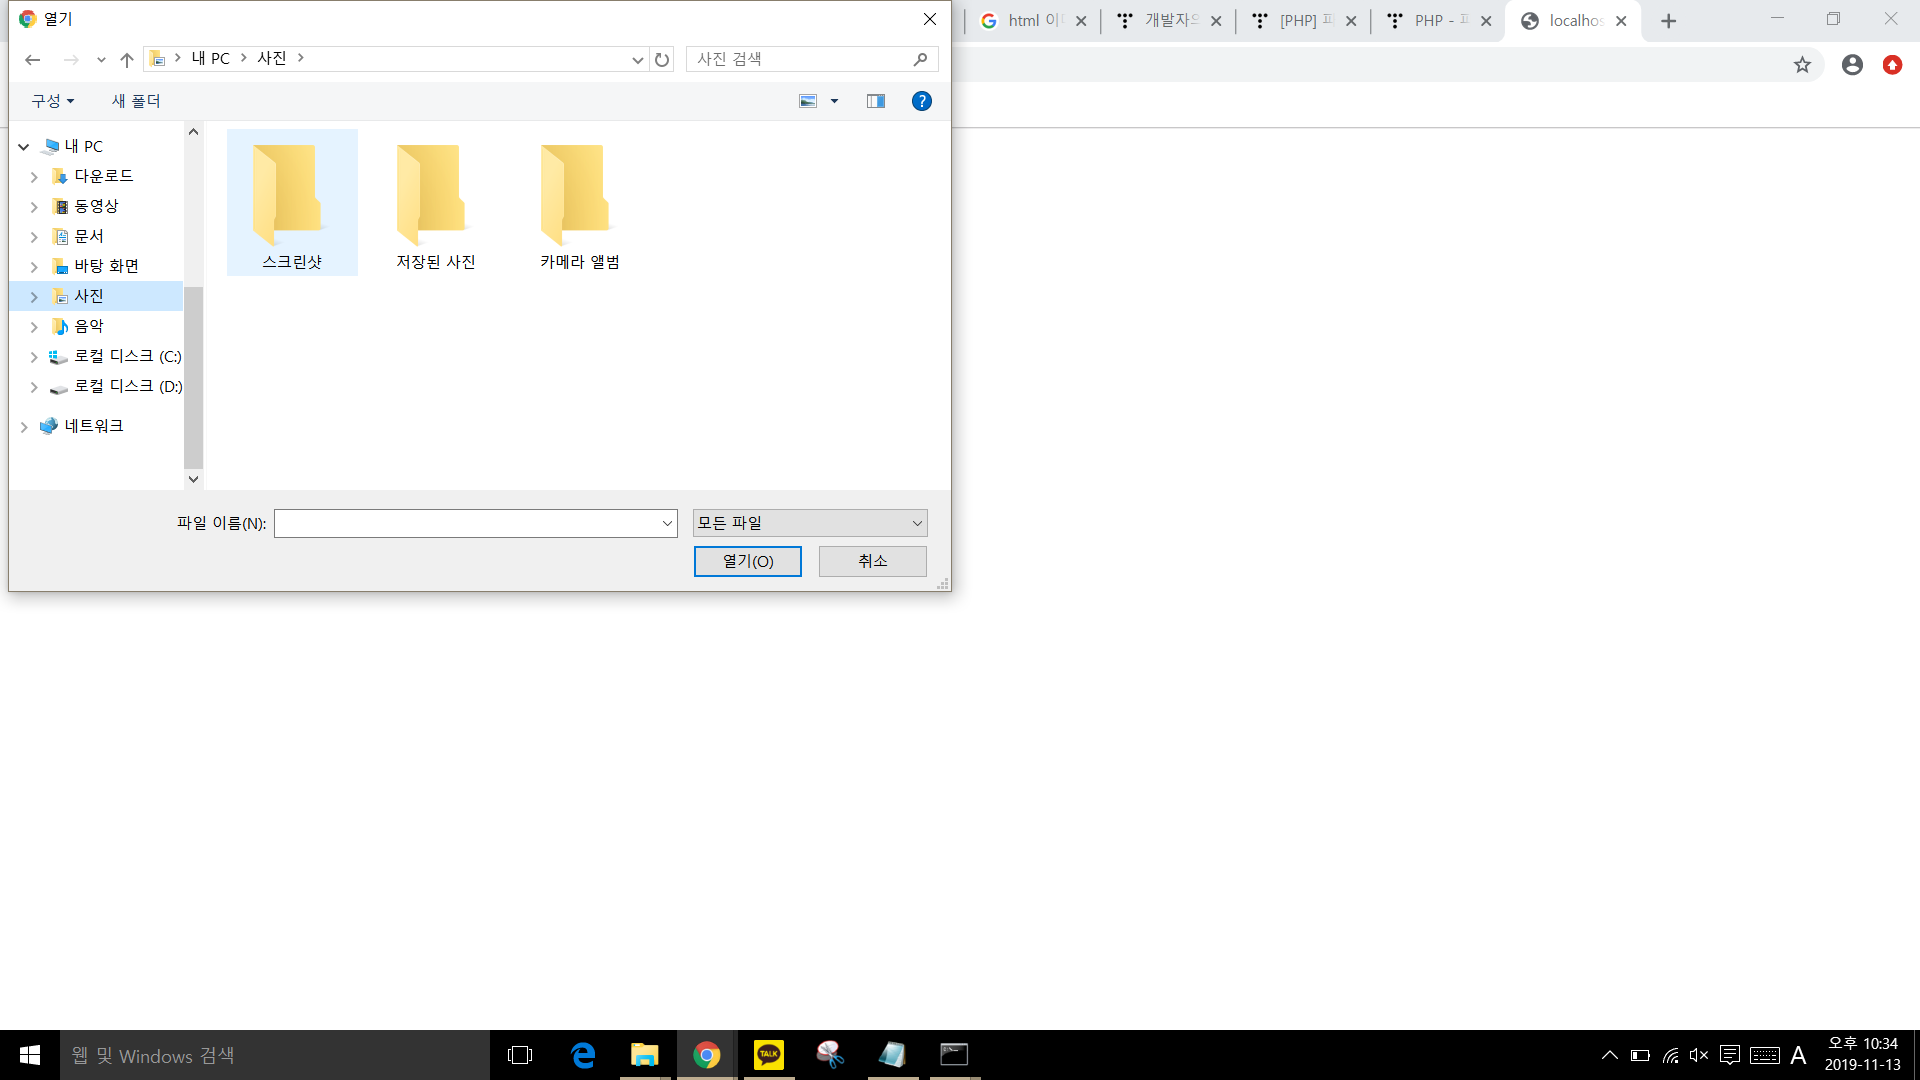 열기
html 이
개발자의
[PHP] 파
PHP - 파
localhos
내 PC
사진
사진 검색
구성
새 폴더
내 PC
다운로드
동영상
문서
바탕 화면
사진
음악
로컬 디스크 (C:)
로컬 디스크 (D:)
네트워크
스크린샷
저장된 사진
카메라 앨범
파일 이름(N):
모든 파일
열기(O)
취소
웹 및 Windows 검색
TALK
A
오후 10:34
2019-11-13